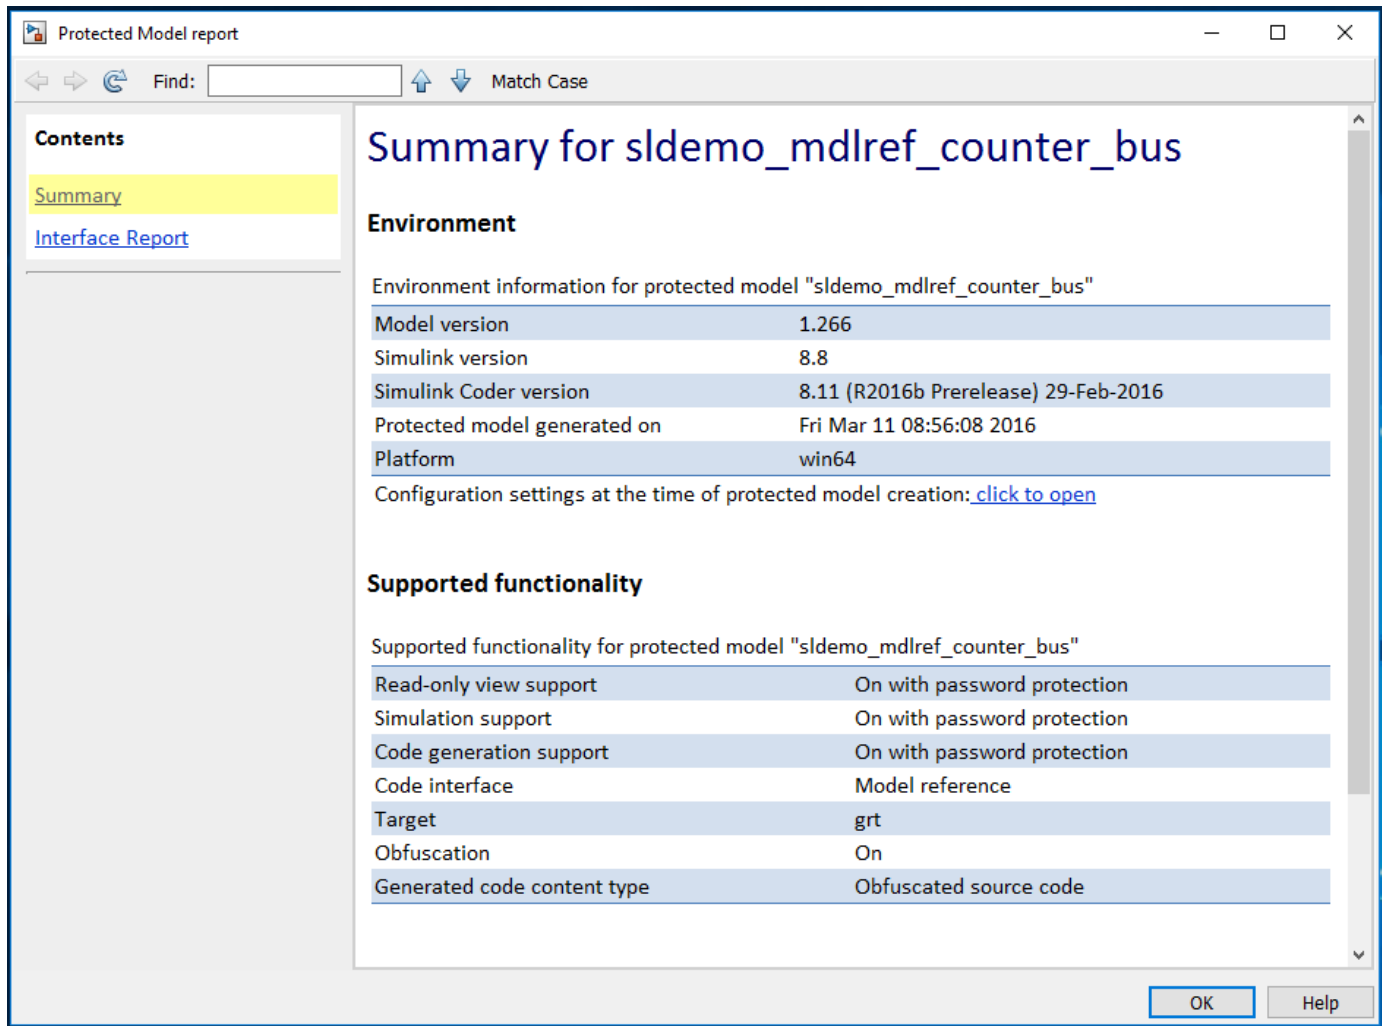 Protected Model report
Find: Match Case
Contents
Summary
Interface Report
Summary for sldemo_mdlref_counter_bus
Environment
Environment information for protected model "sldemo_mdlref_counter_bus"
Model version 1.266
Simulink version 8.8
Simulink Coder version 8.11 (R2016b Prerelease) 29-Feb-2016
Protected model generated on Fri Mar 11 08:56:08 2016
Platform win64
Configuration settings at the time of protected model creation: click to open
Supported functionality
Supported functionality for protected model "sldemo_mdlref_counter_bus"
Read-only view support On with password protection
Simulation support On with password protection
Code generation support On with password protection
Code interface Model reference
Target grt
Obfuscation On
Generated code content type Obfuscated source code
OK Help